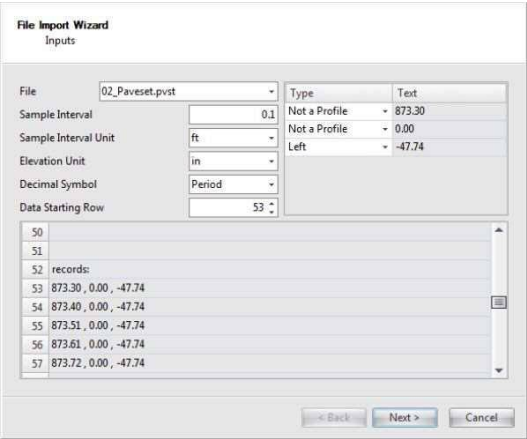 File Import Wizard
Inputs
File 02_Paveset.pvst
Sample Interval 0.1
Sample Interval Unit ft
Elevation Unit in
Decimal Symbol Period
Data Starting Row 53
Type Text
Not a Profile 873.30
Not a Profile 0.00
Left -47.74
50
51
52 records:
53 873.30 , 0.00 , -47.74
54 873.40 , 0.00 , -47.74
55 873.51 , 0.00 , -47.74
56 873.61 , 0.00 , -47.74
57 873.72 , 0.00 , -47.74
< Back Next > Cancel